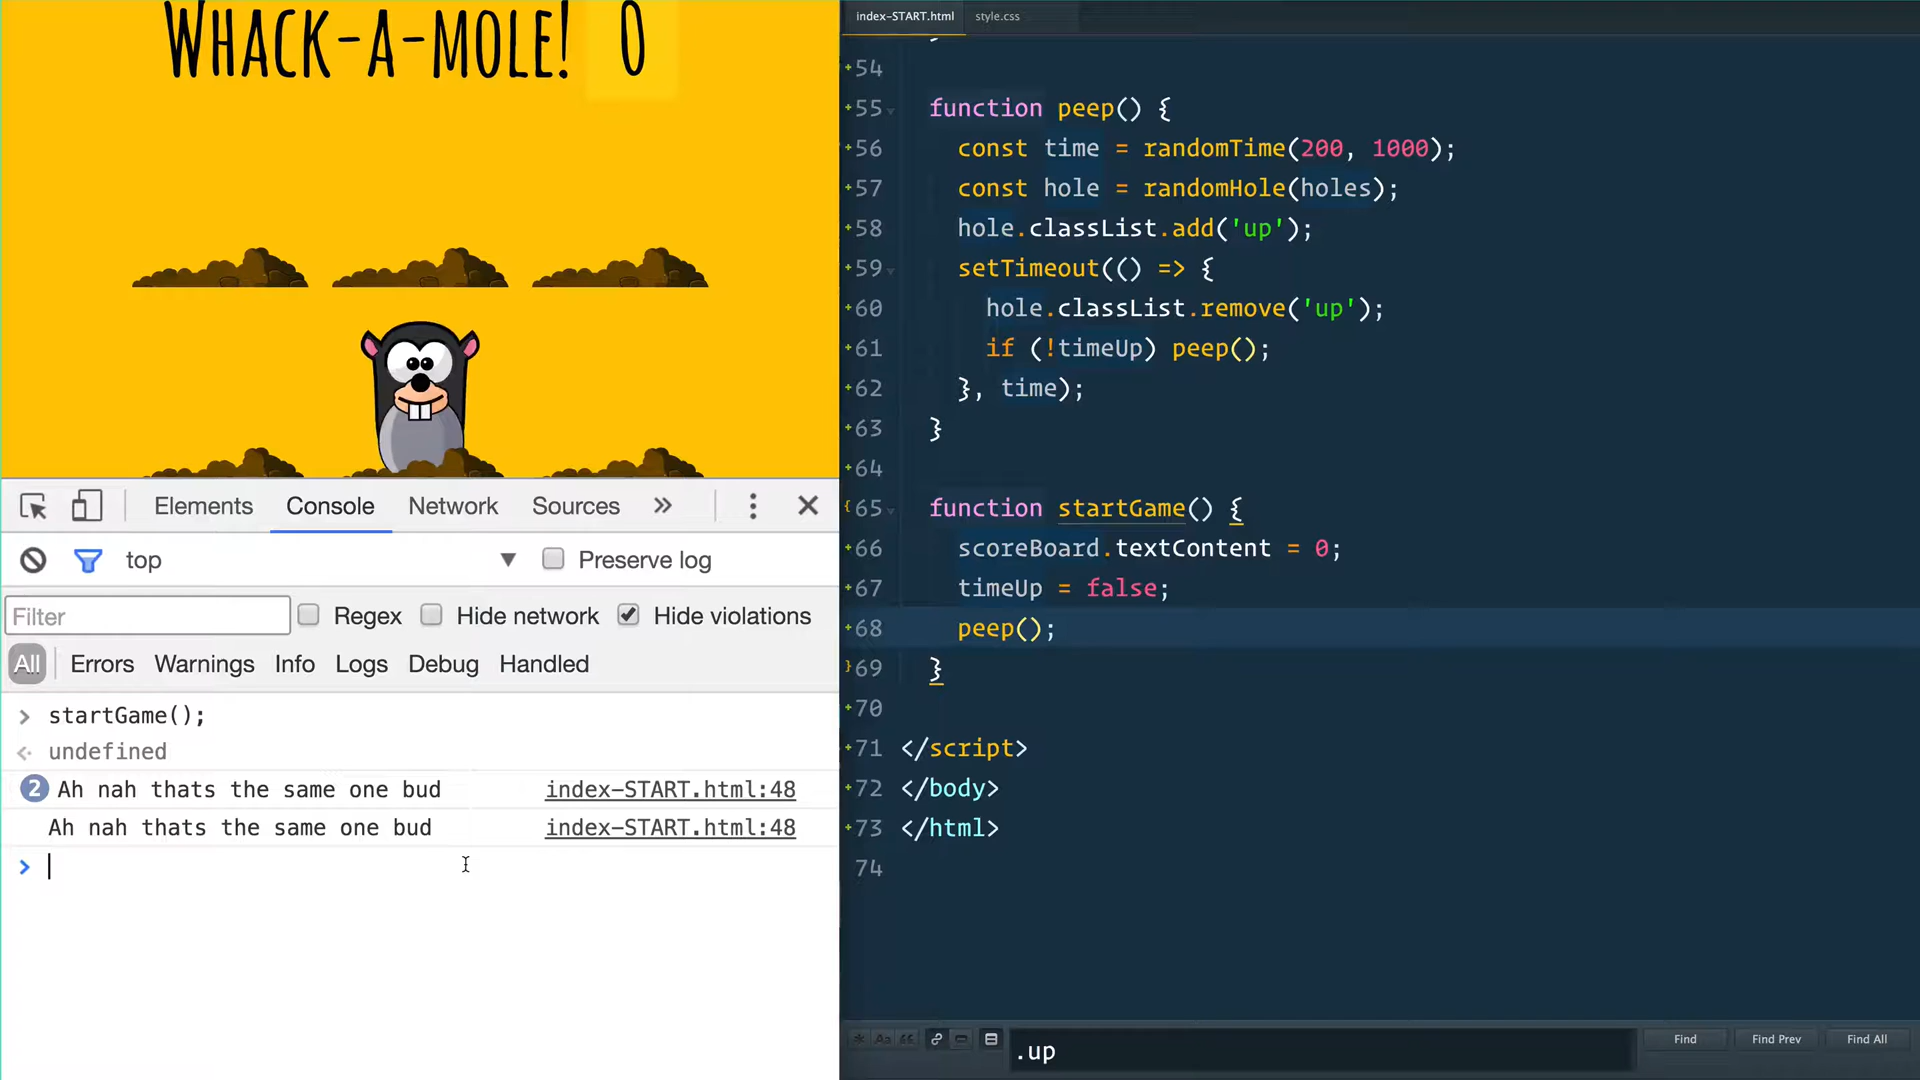 WHACK-A-MOLE! 0
Elements Console Network Sources »
top Preserve log
Filter Regex Hide network Hide violations
All Errors Warnings Info Logs Debug Handled
> startGame();
undefined
2 Ah nah thats the same one bud index-START.html:48
Ah nah thats the same one bud index-START.html:48
>
index-START.html style.css
54
55 function peep() {
56 const time = randomTime(200, 1000);
57 const hole = randomHole(holes);
58 hole.classList.add('up');
59 setTimeout(() => {
60 hole.classList.remove('up');
61 if (!timeUp) peep();
62 }, time);
63 }
64
65 function startGame() {
66 scoreBoard.textContent = 0;
67 timeUp = false;
68 peep();
69 }
70
71 </script>
72 </body>
73 </html>
74
.* Aa “” .up Find Find Prev Find All